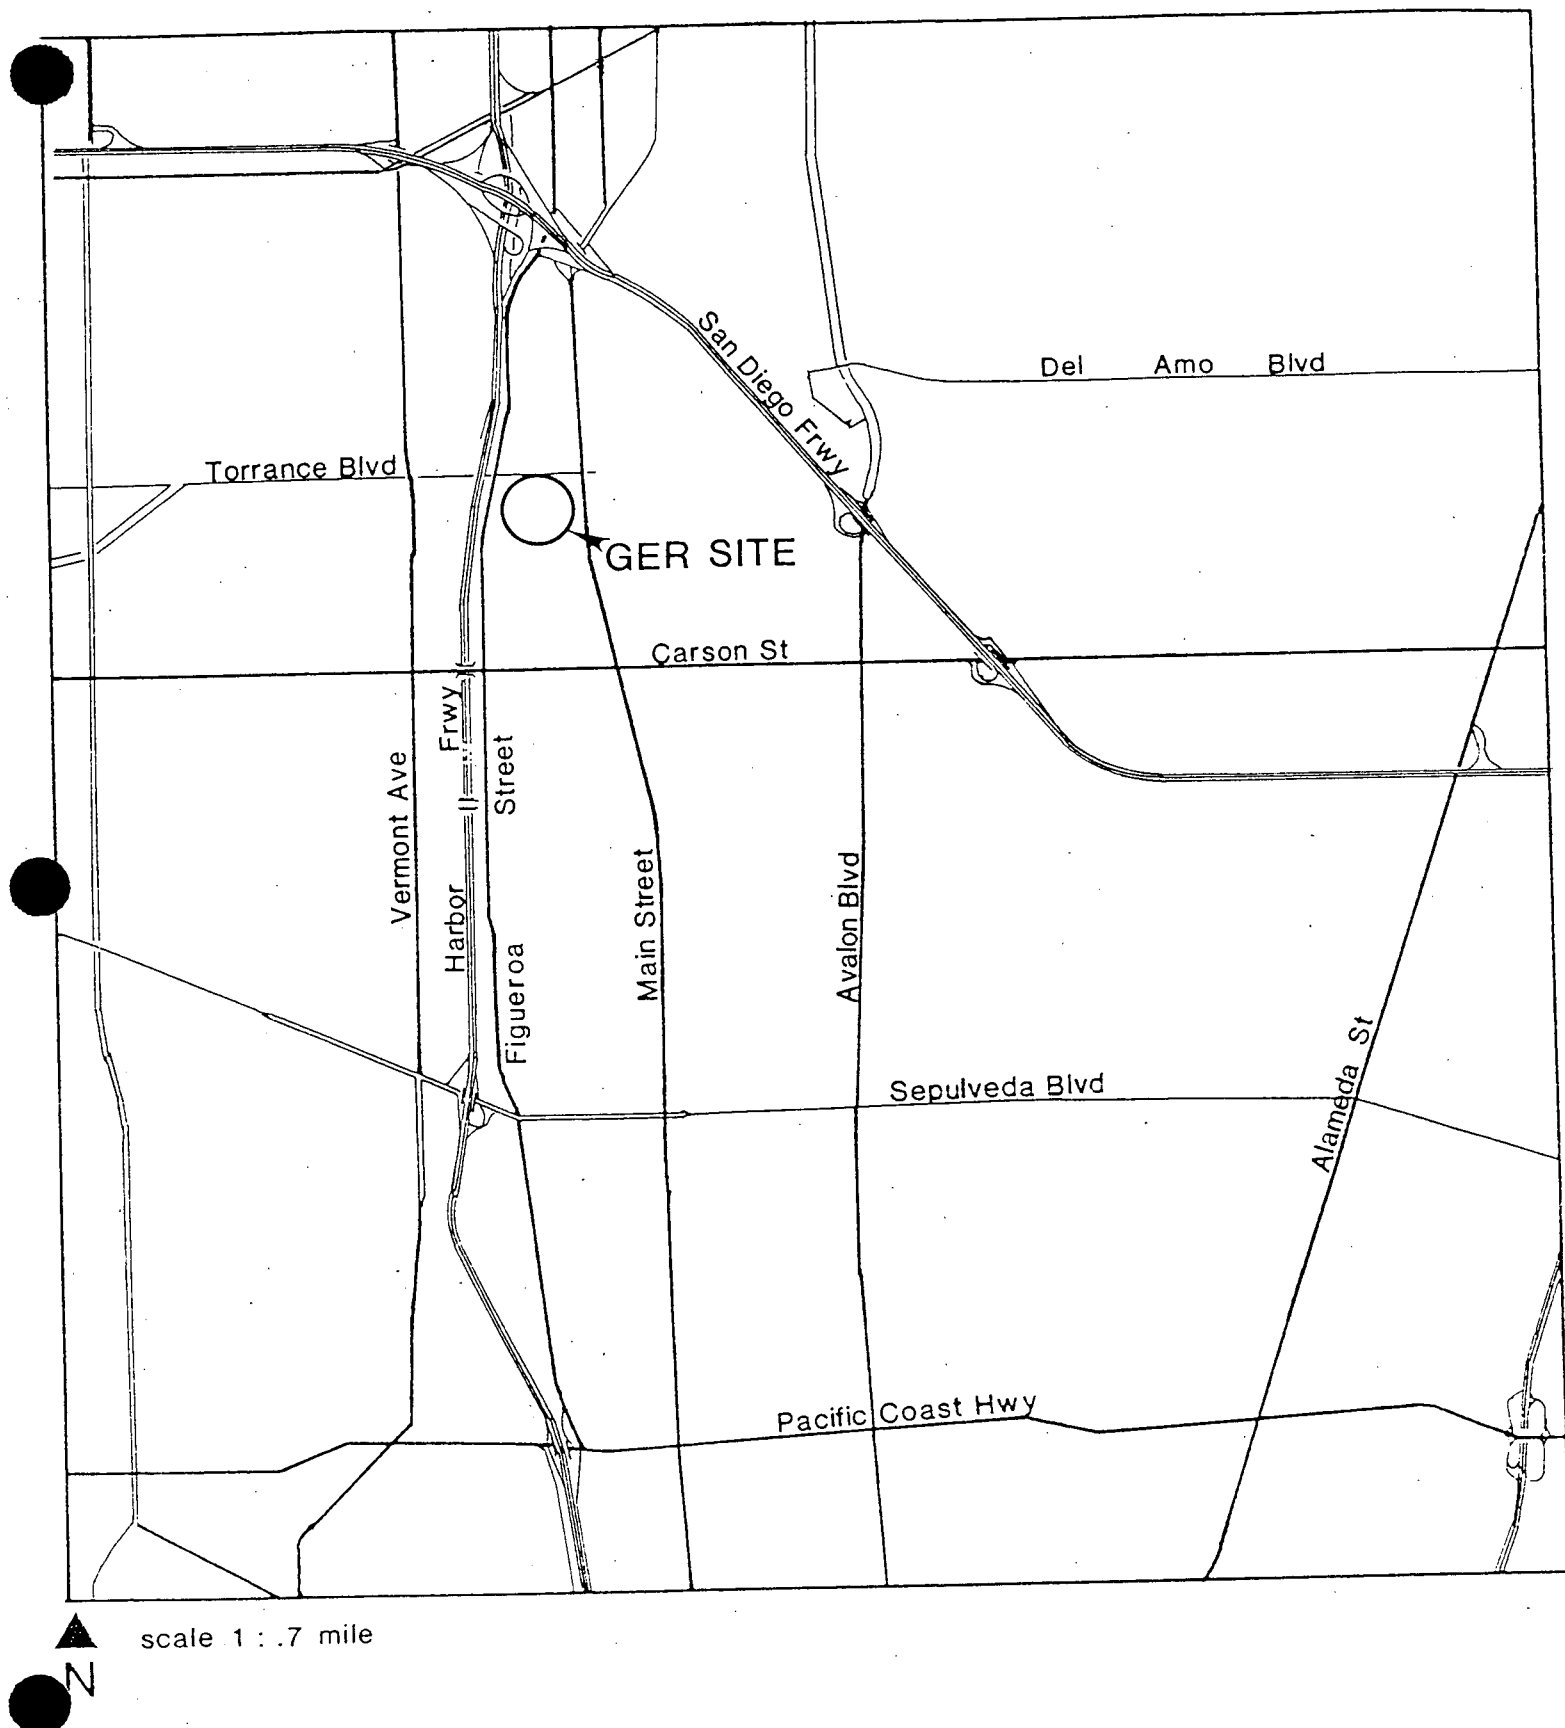 San Diego Frwy
Del Amo Blvd
Torrance Blvd
GER SITE
Carson St
Vermont Ave
Harbor Frwy
Figueroa Street
Main Street
Avalon Blvd
Sepulveda Blvd
Alameda St
Pacific Coast Hwy
scale 1 : .7 mile
N